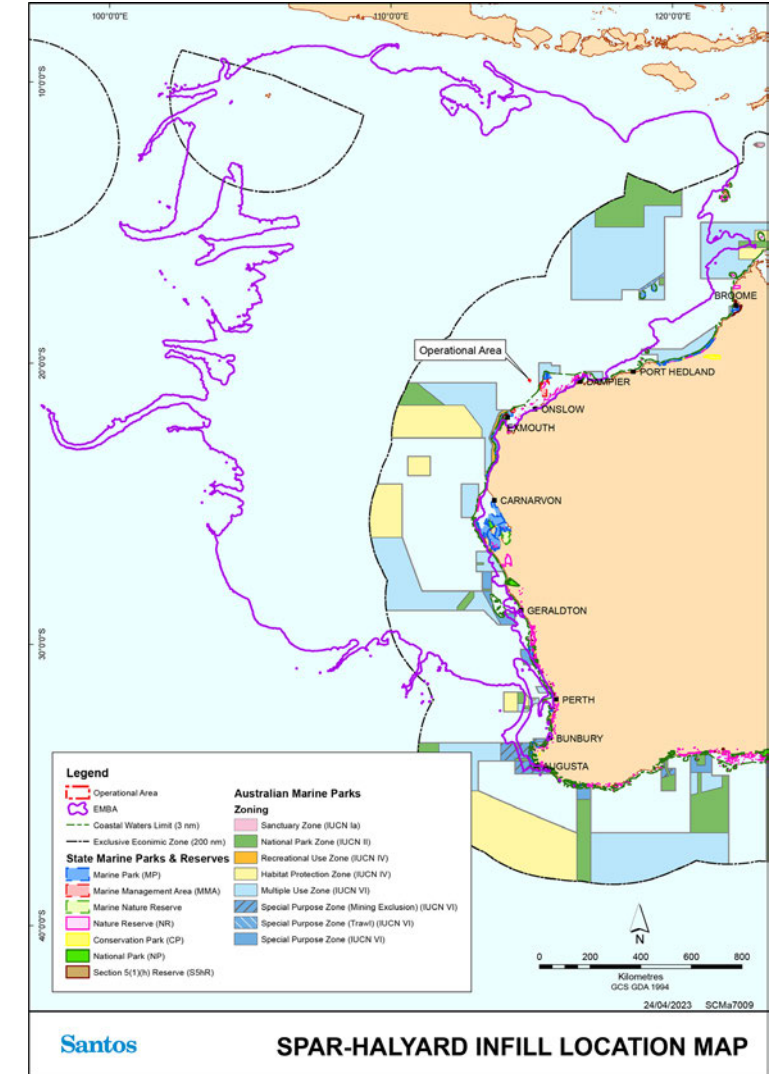 100°0'0"E
110°0'0"E
120°0'0"E
10°0'0"S
BROOME
Operational Area
20°0'0"S
PORT HEDLAND
DAMPIER
ONSLOW
EXMOUTH
CARNARVON
GERALDTON
30°0'0"S
PERTH
BUNBURY
AUGUSTA
Legend
Operational Area
EMBA
Coastal Waters Limit (3 nm)
Exclusive Econimic Zone (200 nm)
State Marine Parks & Reserves
Marine Park (MP)
Marine Management Area (MMA)
Marine Nature Reserve
Nature Reserve (NR)
Conservation Park (CP)
National Park (NP)
Section 5(1)(h) Reserve (S5hR)
Australian Marine Parks
Zoning
Sanctuary Zone (IUCN Ia)
National Park Zone (IUCN II)
Recreational Use Zone (IUCN IV)
Habitat Protection Zone (IUCN IV)
Multiple Use Zone (IUCN VI)
Special Purpose Zone (Mining Exclusion) (IUCN VI)
Special Purpose Zone (Trawl) (IUCN VI)
Special Purpose Zone (IUCN VI)
40°0'0"S
N
0 200 400 600 800
Kilometres
GCS GDA 1994
24/04/2023 SCMa7009
Santos
SPAR-HALYARD INFILL LOCATION MAP